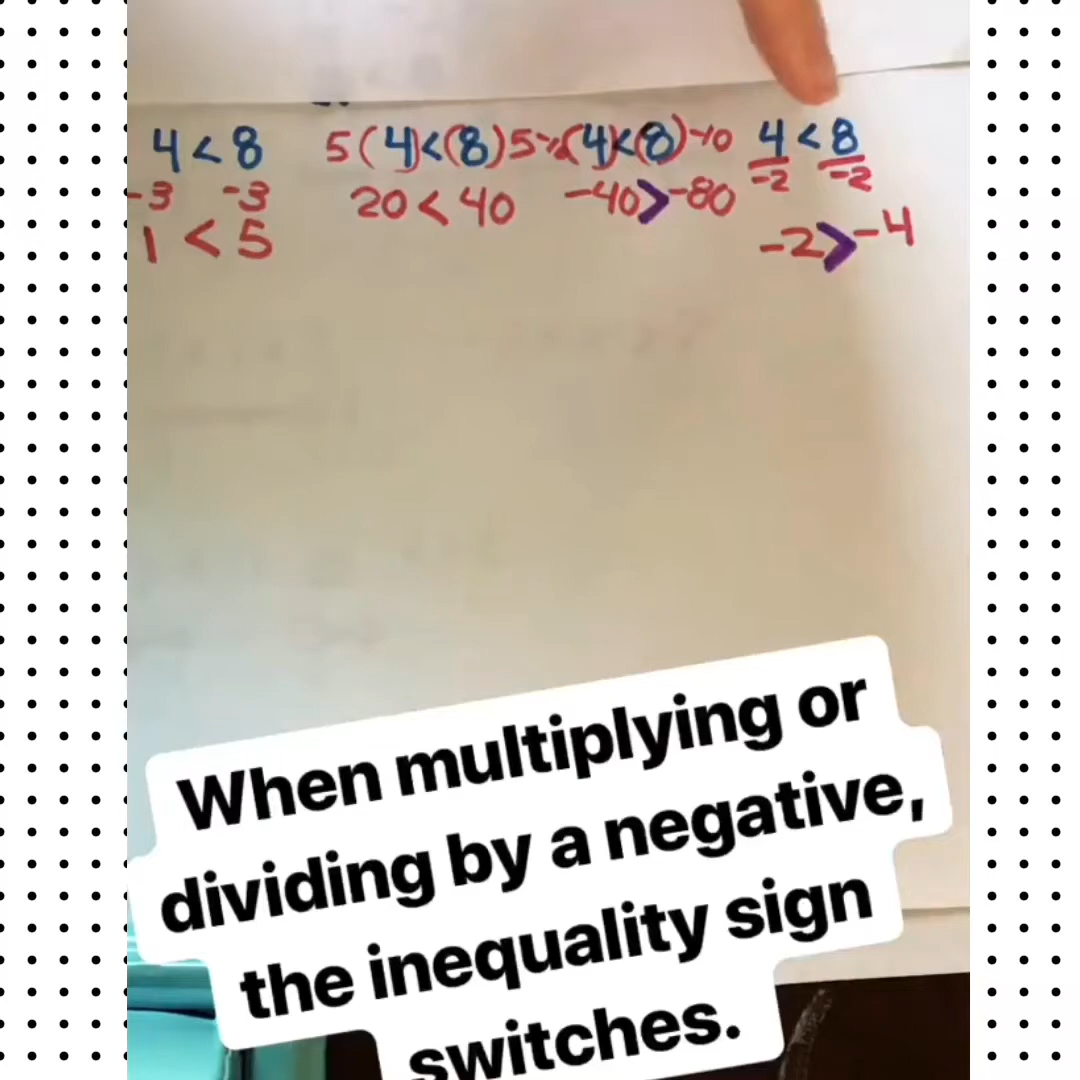 4 < 8
-3 -3
1 < 5
5(4)<(8)5
20 < 40
(4)<(8)-10
-40>-80
4 < 8
-2 -2
-2>-4
When multiplying or
dividing by a negative,
the inequality sign
switches.